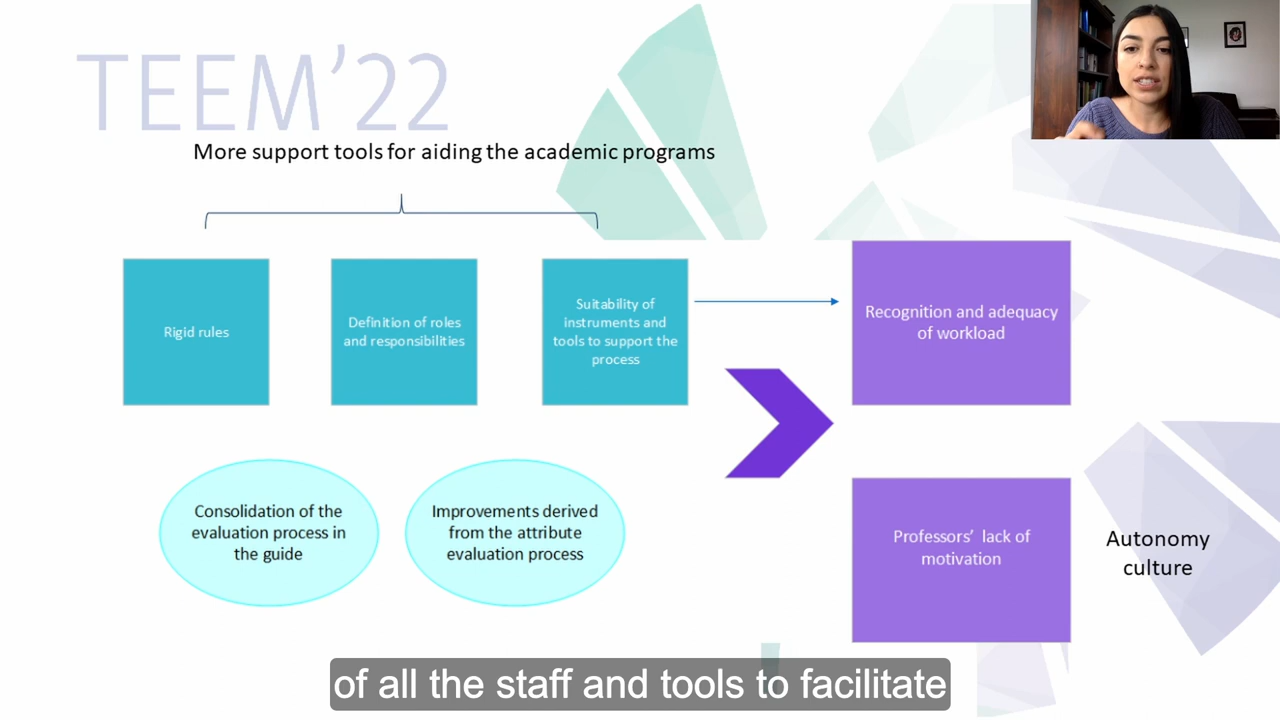 TEEM’22
More support tools for aiding the academic programs
Rigid rules
Definition of roles
and responsibilities
Suitability of
instruments and
tools to support the
process
Recognition and adequacy
of workload
Consolidation of the
evaluation process in
the guide
Improvements derived
from the attribute
evaluation process
Professors’ lack of
motivation
Autonomy
culture
of all the staff and tools to facilitate